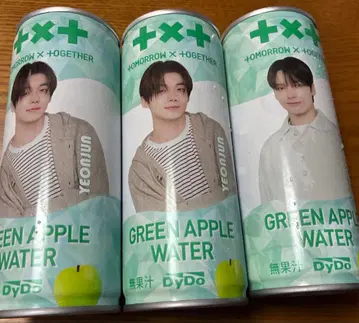 +×+
tOMORROW × tOGETHER
YEONJUN
GREEN APPLE
WATER
DyDo
+×+
tOMORROW × tOGETHER
YEONJUN
GREEN APPLE
WATER
無果汁 DyDo
+×+
tOMORROW × tOGETHER
GREEN APPLE
WATER
無果汁 DyDo